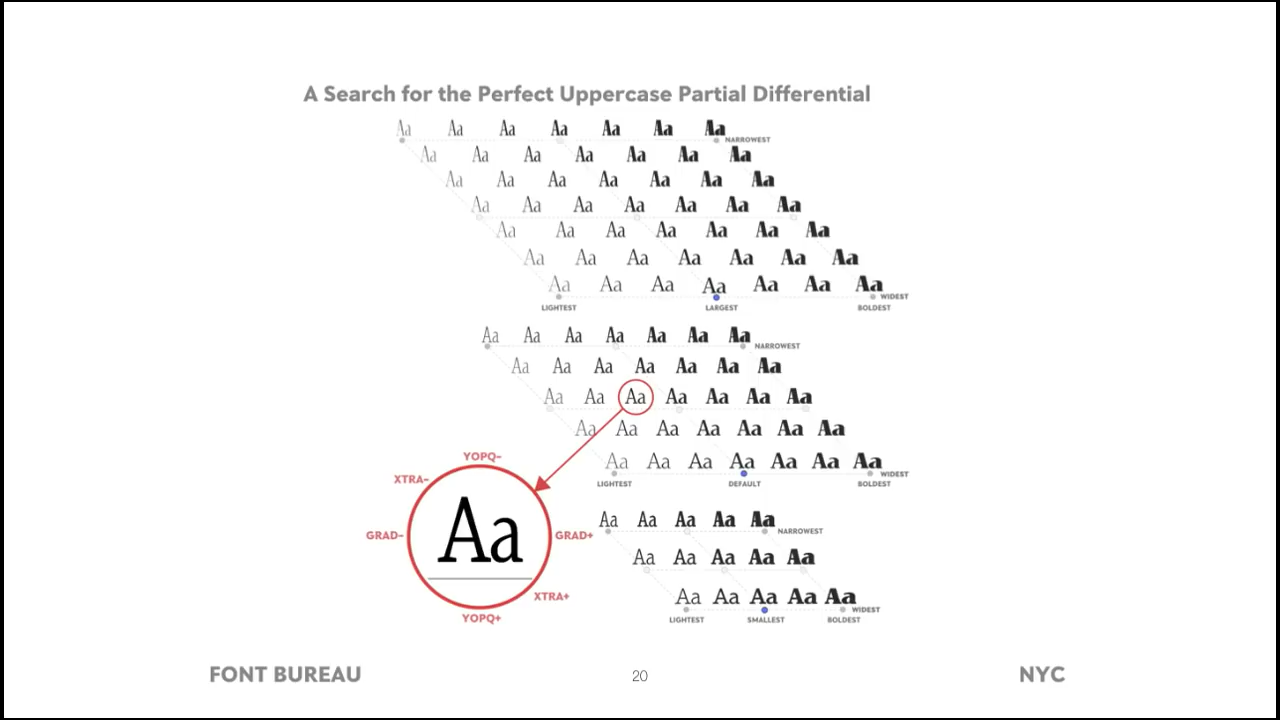 A Search for the Perfect Uppercase Partial Differential
Aa Aa Aa Aa Aa Aa Aa
NARROWEST
Aa Aa Aa Aa Aa Aa Aa
Aa Aa Aa Aa Aa Aa Aa
Aa Aa Aa Aa Aa Aa Aa
Aa Aa Aa Aa Aa Aa Aa
Aa Aa Aa Aa Aa Aa Aa
Aa Aa Aa Aa Aa Aa Aa
WIDEST
LIGHTEST LARGEST BOLDEST
Aa Aa Aa Aa Aa Aa Aa
NARROWEST
Aa Aa Aa Aa Aa Aa Aa
Aa Aa Aa Aa Aa Aa Aa
Aa Aa Aa Aa Aa Aa Aa
Aa Aa Aa Aa Aa Aa Aa
WIDEST
LIGHTEST DEFAULT BOLDEST
YOPQ–
XTRA–
GRAD– Aa GRAD+
XTRA+
YOPQ+
Aa Aa Aa Aa Aa
NARROWEST
Aa Aa Aa Aa Aa
Aa Aa Aa Aa Aa
WIDEST
LIGHTEST SMALLEST BOLDEST
FONT BUREAU 20 NYC